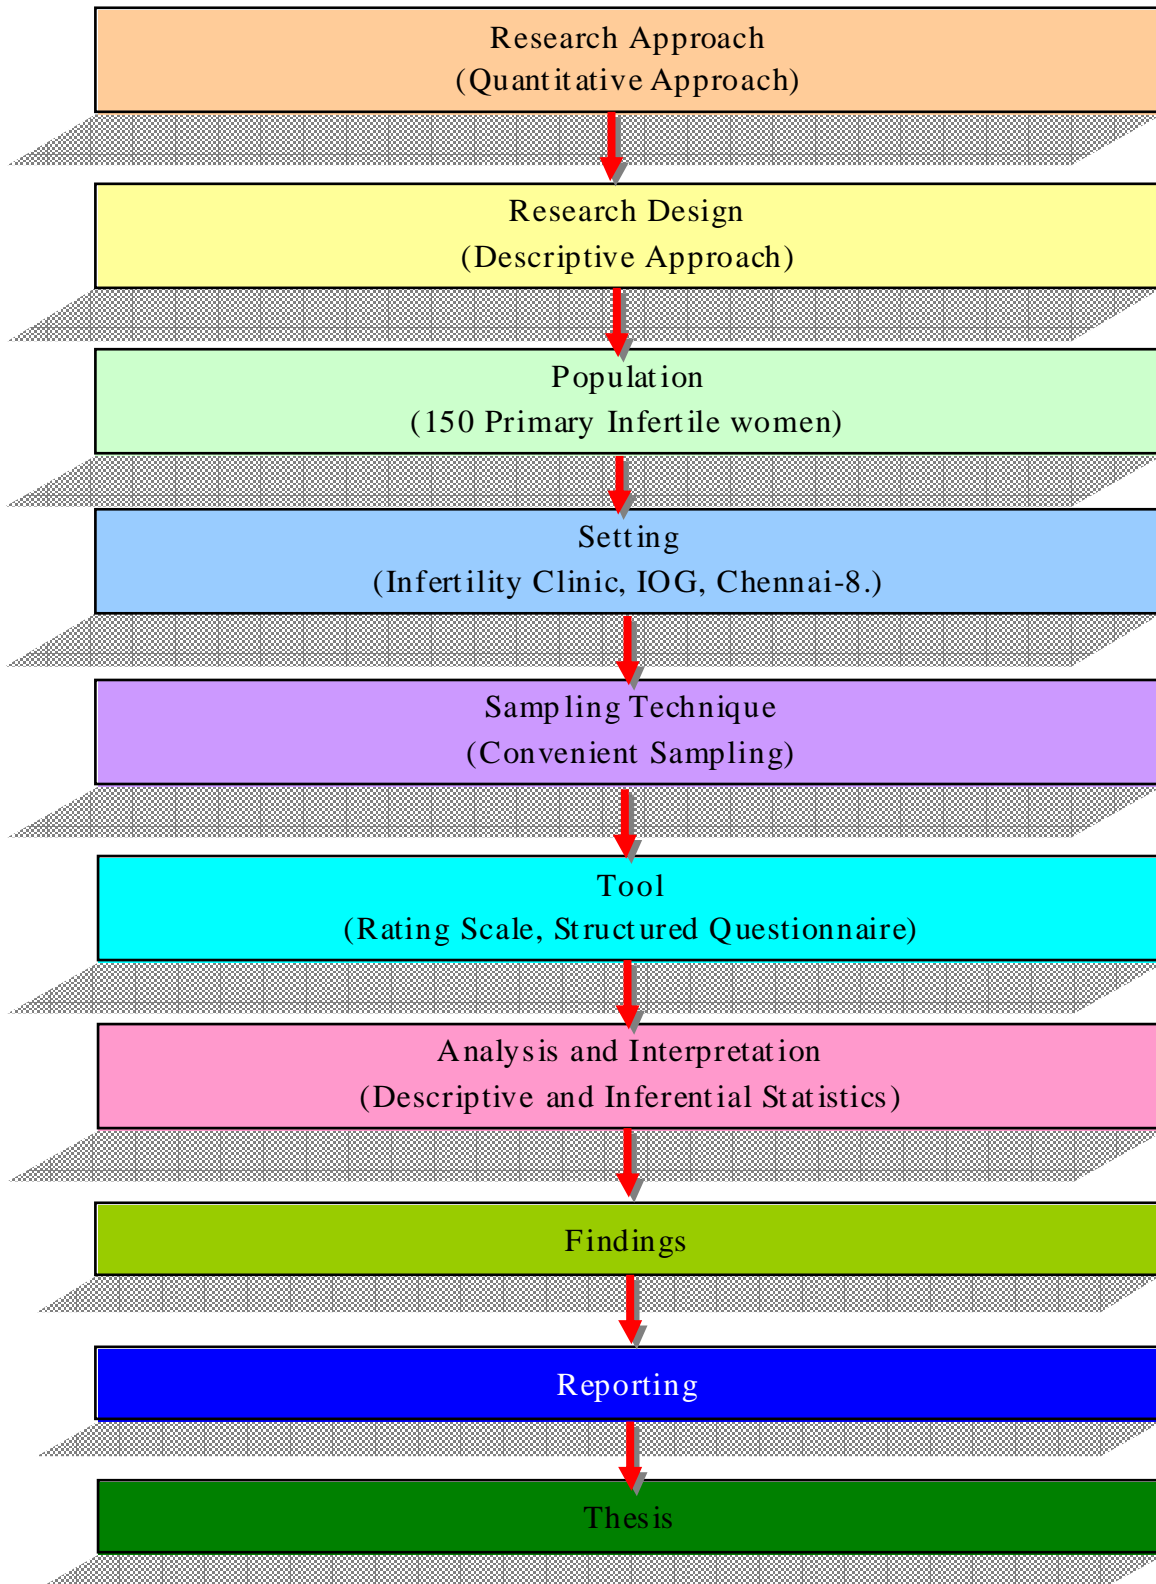 Research Approach
(Quantitative Approach)
Research Design
(Descriptive Approach)
Population
(150 Primary Infertile women)
Setting
(Infertility Clinic, IOG, Chennai-8.)
Sampling Technique
(Convenient Sampling)
Tool
(Rating Scale, Structured Questionnaire)
Analysis and Interpretation
(Descriptive and Inferential Statistics)
Findings
Reporting
Thesis